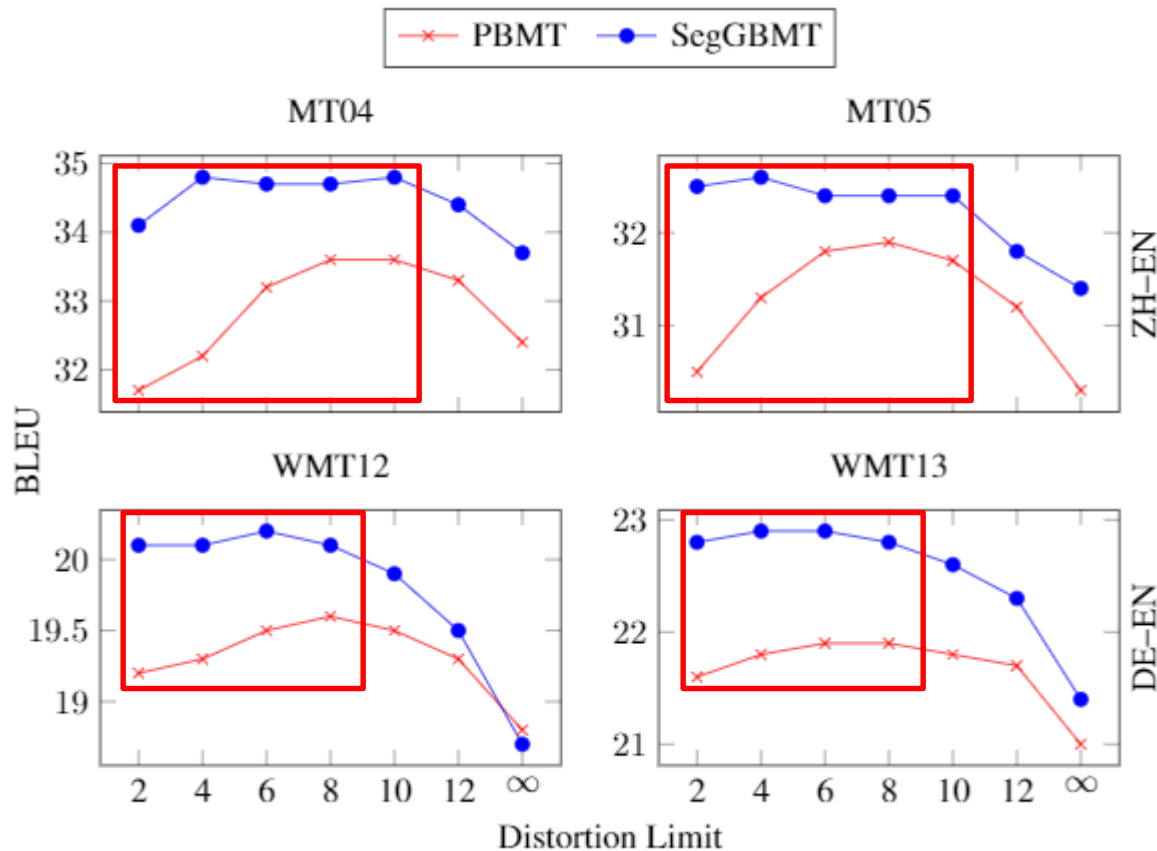 PBMT SegGBMT
MT04
MT05
35
34
33
32
32
31
ZH–EN
BLEU
WMT12
WMT13
20
19.5
19
23
22
21
DE–EN
2 4 6 8 10 12 ∞
2 4 6 8 10 12 ∞
Distortion Limit